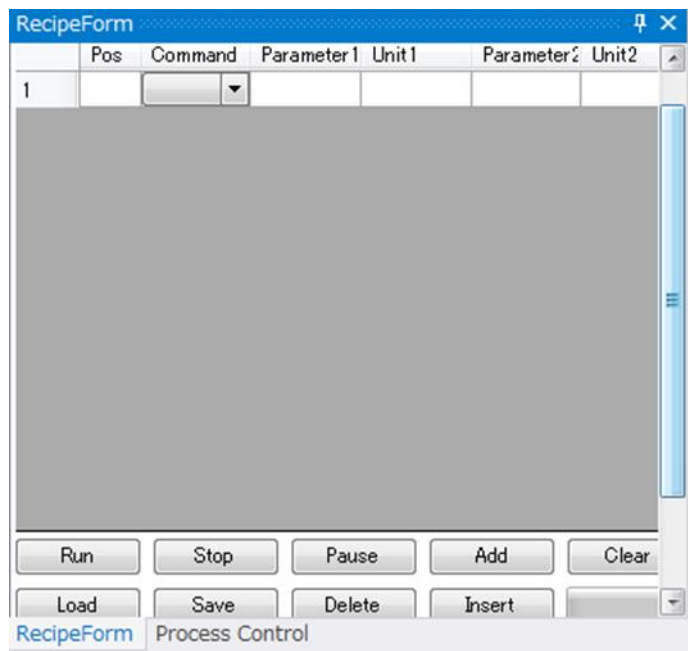 RecipeForm
Pos Command Parameter1 Unit1 Parameter2 Unit2
1
Run Stop Pause Add Clear
Load Save Delete Insert
RecipeForm Process Control